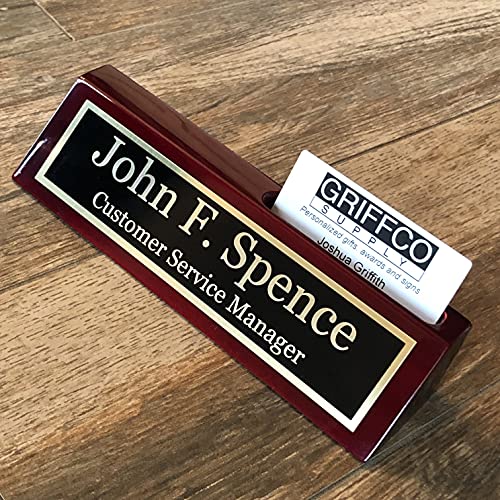 John F. Spence
Customer Service Manager
GRIFFCO
SUPPLY
Personalized gifts, awards and signs
Joshua Griffith